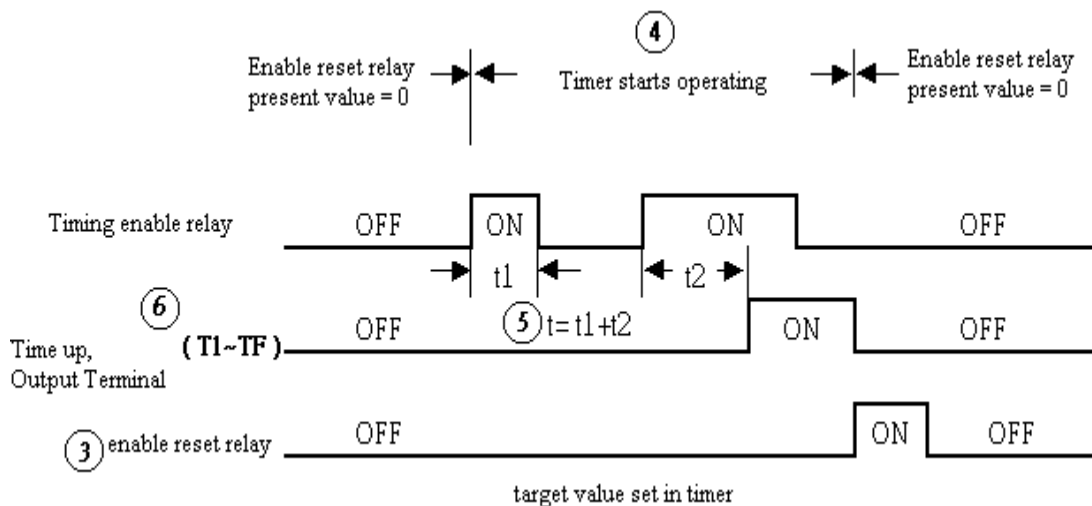 4
Enable reset relay
present value = 0
Timer starts operating
Enable reset relay
present value = 0
Timing enable relay
OFF
ON
ON
OFF
t1
t2
6
( T1~TF )
OFF
5 t= t1+t2
ON
OFF
Time up,
Output Terminal
3 enable reset relay
OFF
ON
OFF
target value set in timer